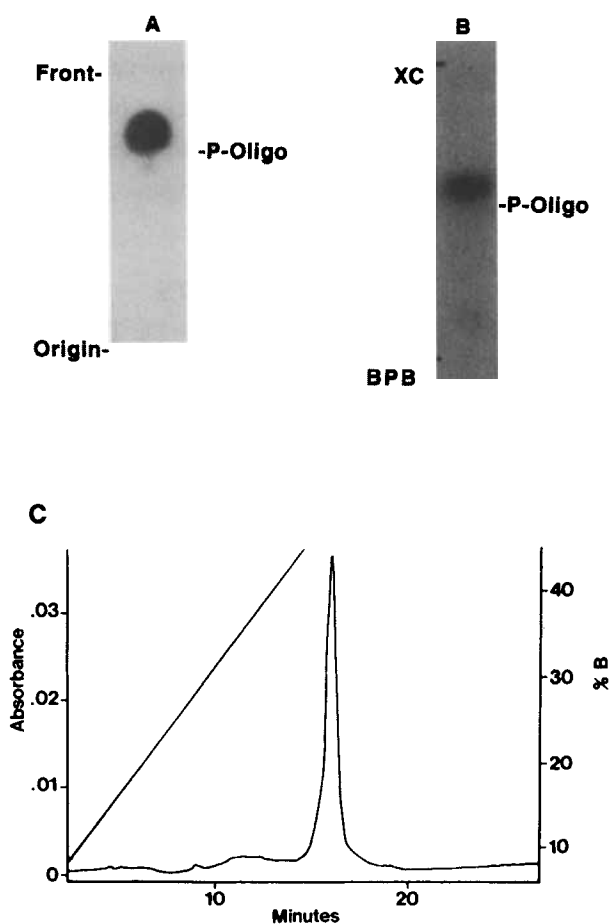 A
Front-
-P-Oligo
Origin-
B
XC
-P-Oligo
BPB
C
Absorbance
.03
.02
.01
0
40
30
20
10
% B
10
20
Minutes